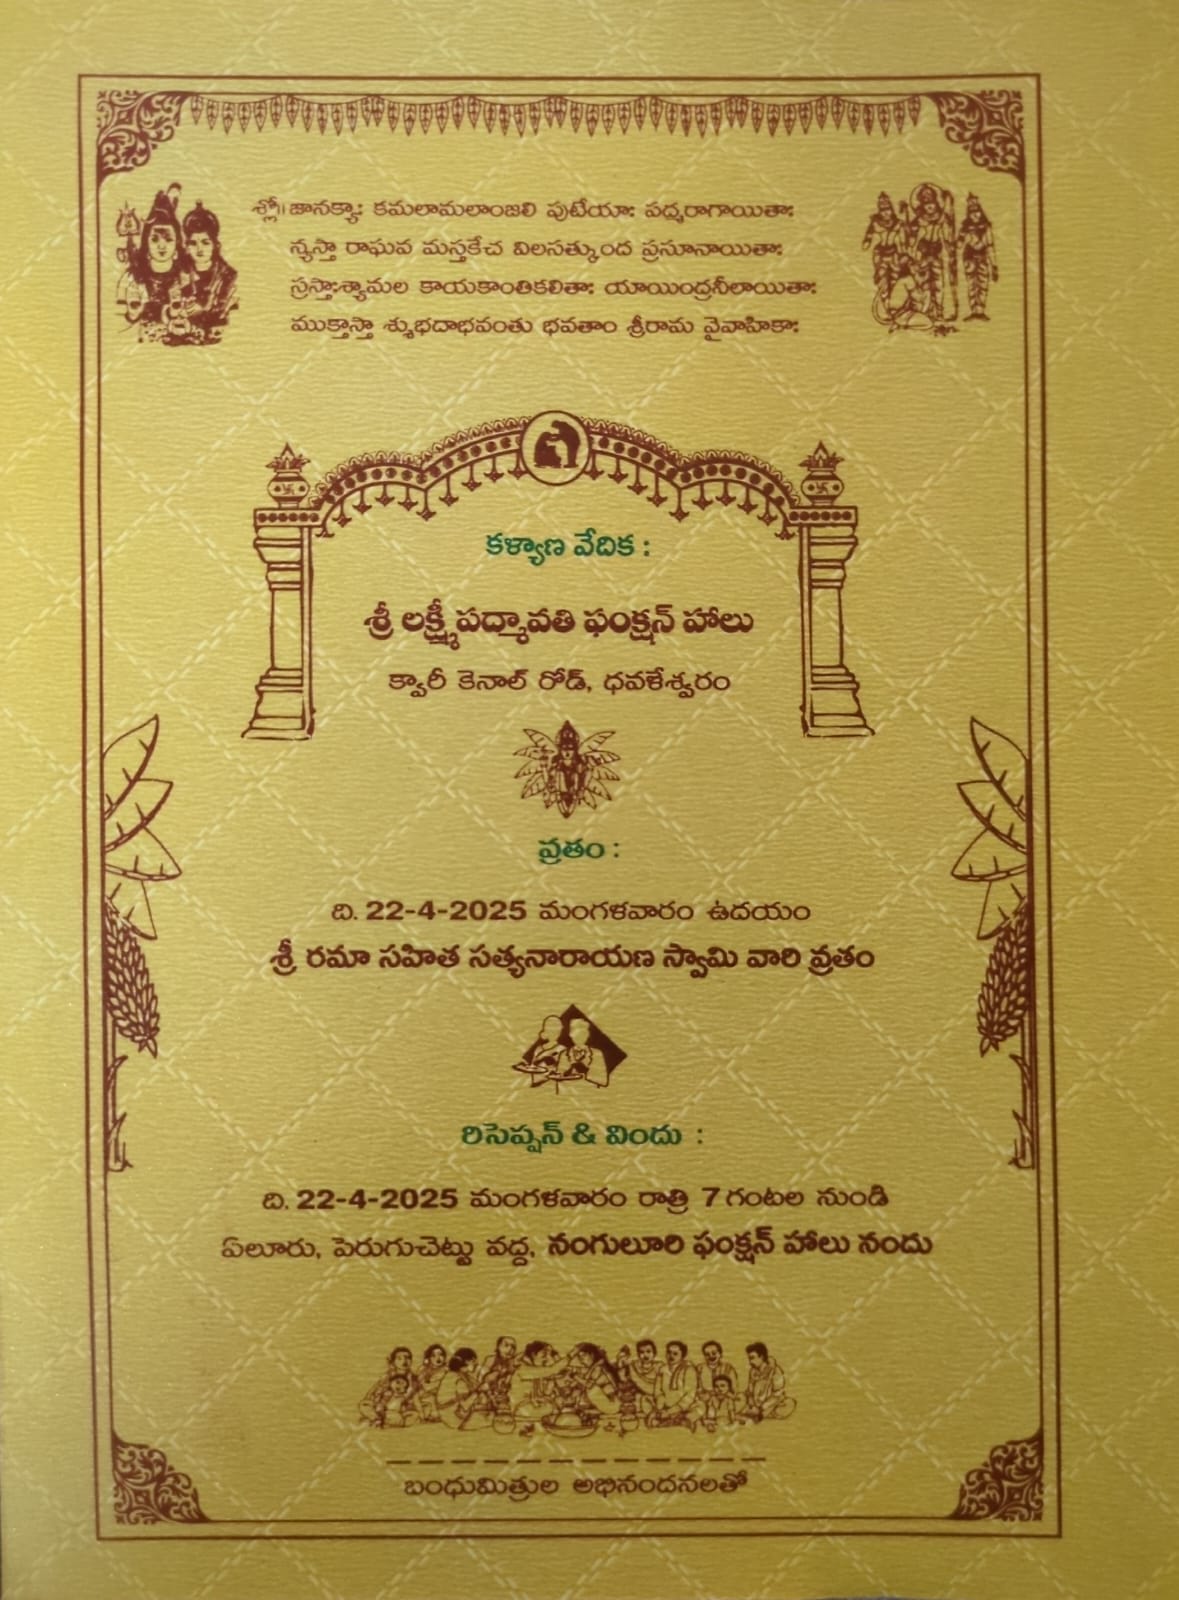 శ్లో॥ జానక్యాః కమలామలాంజలి పుటేయాః పద్మరాగాయితాః
న్యస్తా రాఘవ మస్తకేచ విలసత్కుంద ప్రసూనాయితాః
స్రస్తాఃశ్యామల కాయకాంతికలితాః యాయింద్రనీలాయితాః
ముక్తాస్తా శ్శుభదాభవంతు భవతాం శ్రీరామ వైవాహికాః
కళ్యాణ వేదిక :
శ్రీ లక్ష్మీపద్మావతి ఫంక్షన్ హాలు
క్వారీ కెనాల్ రోడ్, ధవళేశ్వరం
వ్రతం :
ది. 22-4-2025 మంగళవారం ఉదయం
శ్రీ రమా సహిత సత్యనారాయణ స్వామి వారి వ్రతం
రిసెప్షన్ & విందు :
ది. 22-4-2025 మంగళవారం రాత్రి 7 గంటల నుండి
ఏలూరు, పెరుగుచెట్టు వద్ద, నంగులూరి ఫంక్షన్ హాలు నందు
బంధుమిత్రుల అభినందనలతో